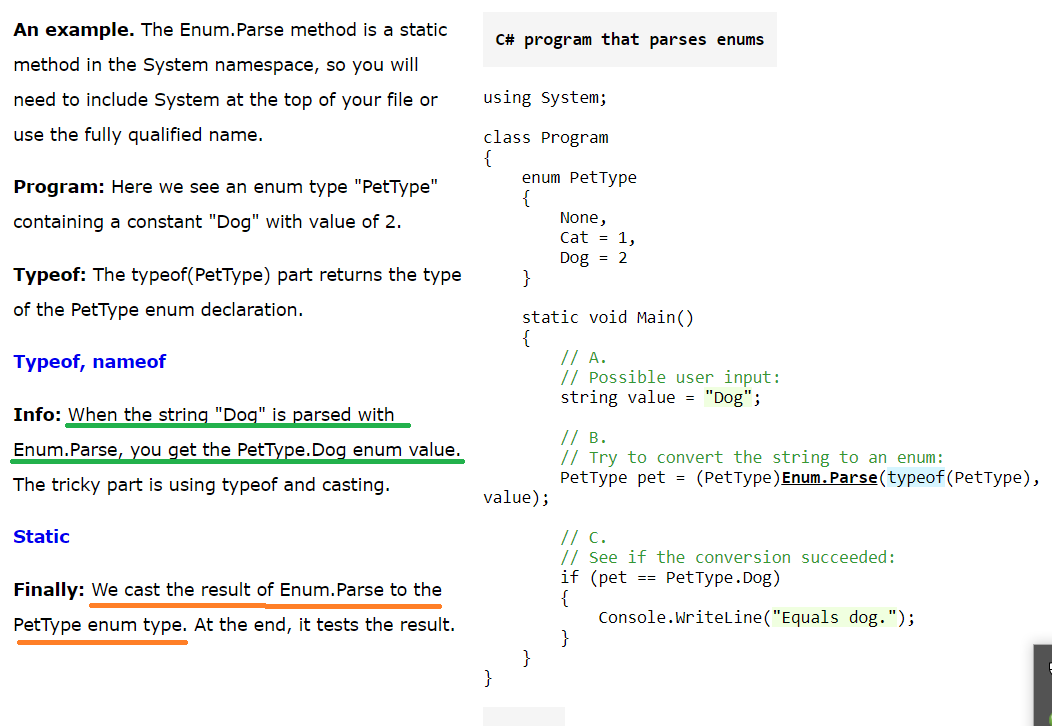 An example. The Enum.Parse method is a static
method in the System namespace, so you will
need to include System at the top of your file or
use the fully qualified name.
Program: Here we see an enum type "PetType"
containing a constant "Dog" with value of 2.
Typeof: The typeof(PetType) part returns the type
of the PetType enum declaration.
Typeof, nameof
Info: When the string "Dog" is parsed with
Enum.Parse, you get the PetType.Dog enum value.
The tricky part is using typeof and casting.
Static
Finally: We cast the result of Enum.Parse to the
PetType enum type. At the end, it tests the result.
C# program that parses enums
using System;
class Program
{
    enum PetType
    {
        None,
        Cat = 1,
        Dog = 2
    }
    static void Main()
    {
        // A.
        // Possible user input:
        string value = "Dog";
        // B.
        // Try to convert the string to an enum:
        PetType pet = (PetType)Enum.Parse(typeof(PetType),
value);
        // C.
        // See if the conversion succeeded:
        if (pet == PetType.Dog)
        {
            Console.WriteLine("Equals dog.");
        }
    }
}